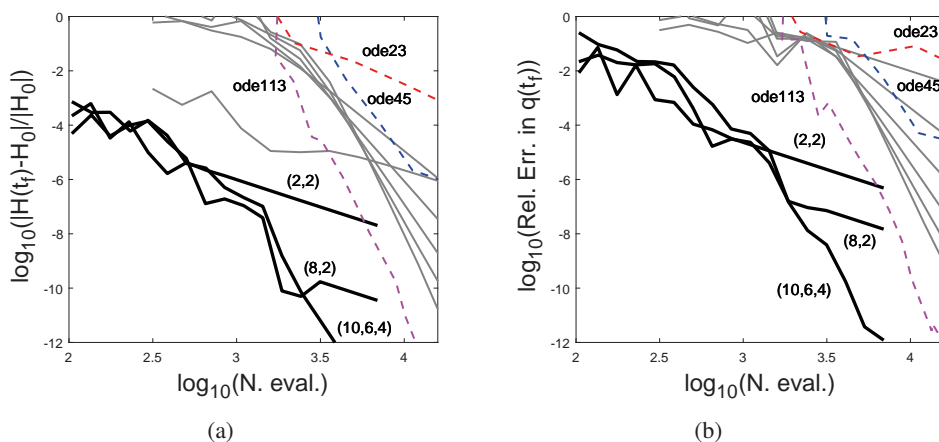 0
-2
-4
-6
-8
-10
-12
2
2.5
3
3.5
4
log10(|H(tf)-H0|/|H0|)
log10(N. eval.)
ode23
ode45
ode113
(2,2)
(8,2)
(10,6,4)
(a)
0
-2
-4
-6
-8
-10
-12
2
2.5
3
3.5
4
log10(Rel. Err. in q(tf))
log10(N. eval.)
ode23
ode45
ode113
(2,2)
(8,2)
(10,6,4)
(b)